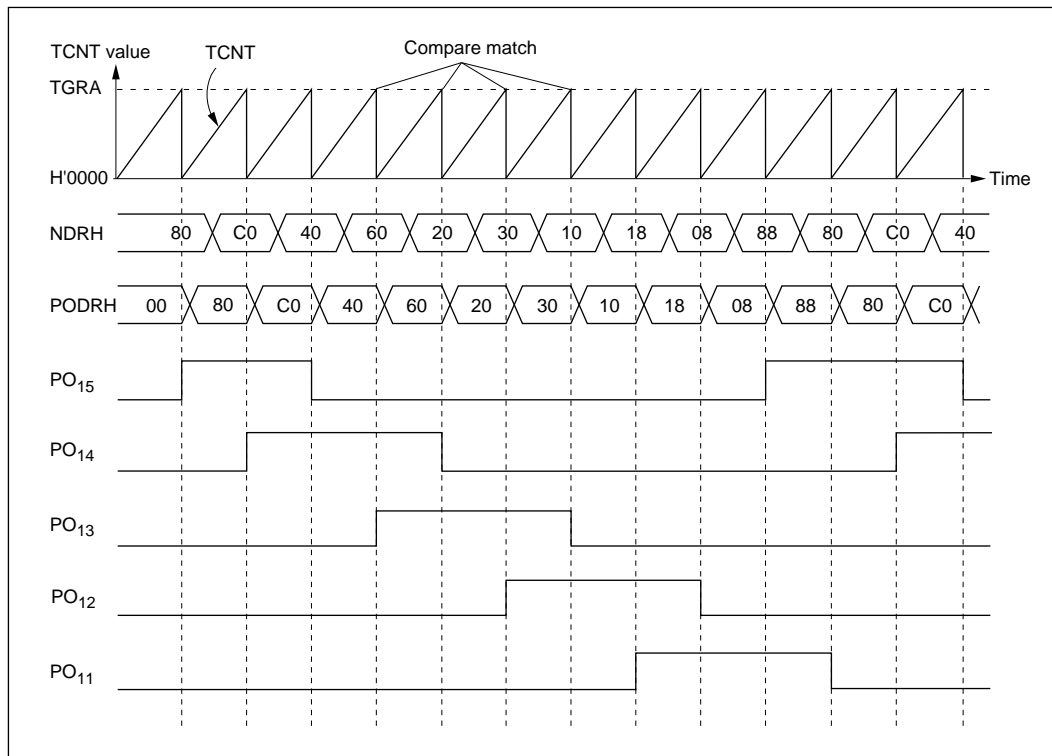 TCNT value
TCNT
Compare match
TGRA
H'0000
Time
NDRH 80 C0 40 60 20 30 10 18 08 88 80 C0 40
PODRH 00 80 C0 40 60 20 30 10 18 08 88 80 C0
PO15
PO14
PO13
PO12
PO11